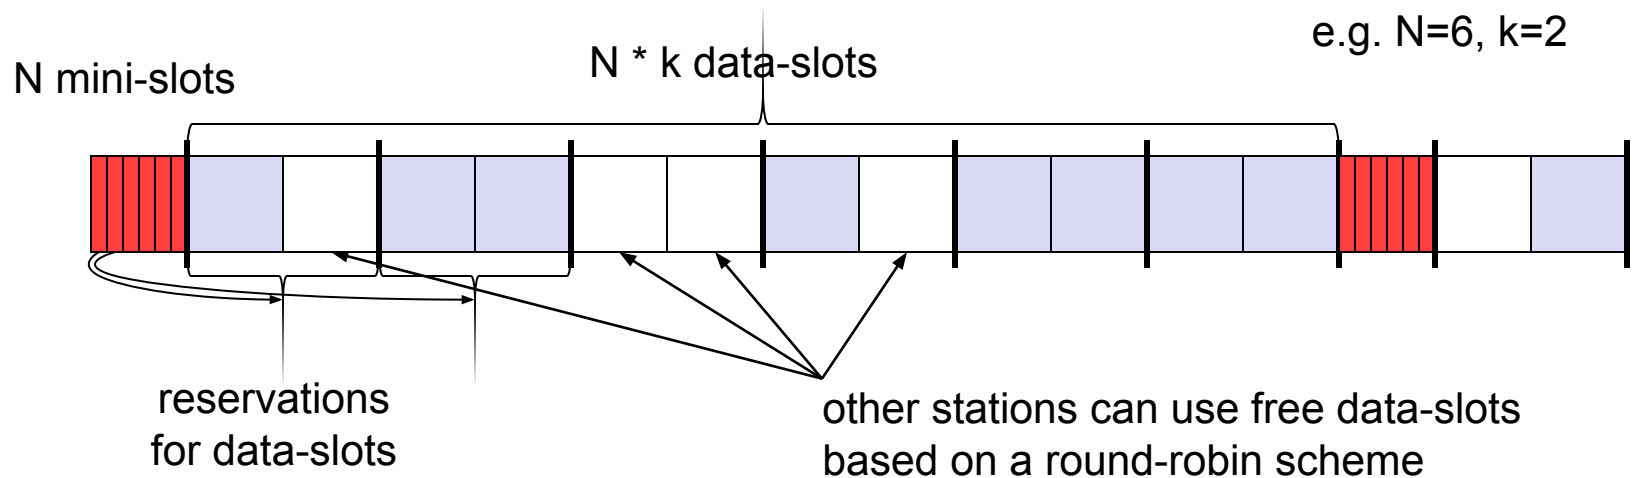 e.g. N=6, k=2
N mini-slots
N * k data-slots
reservations
for data-slots
other stations can use free data-slots
based on a round-robin scheme